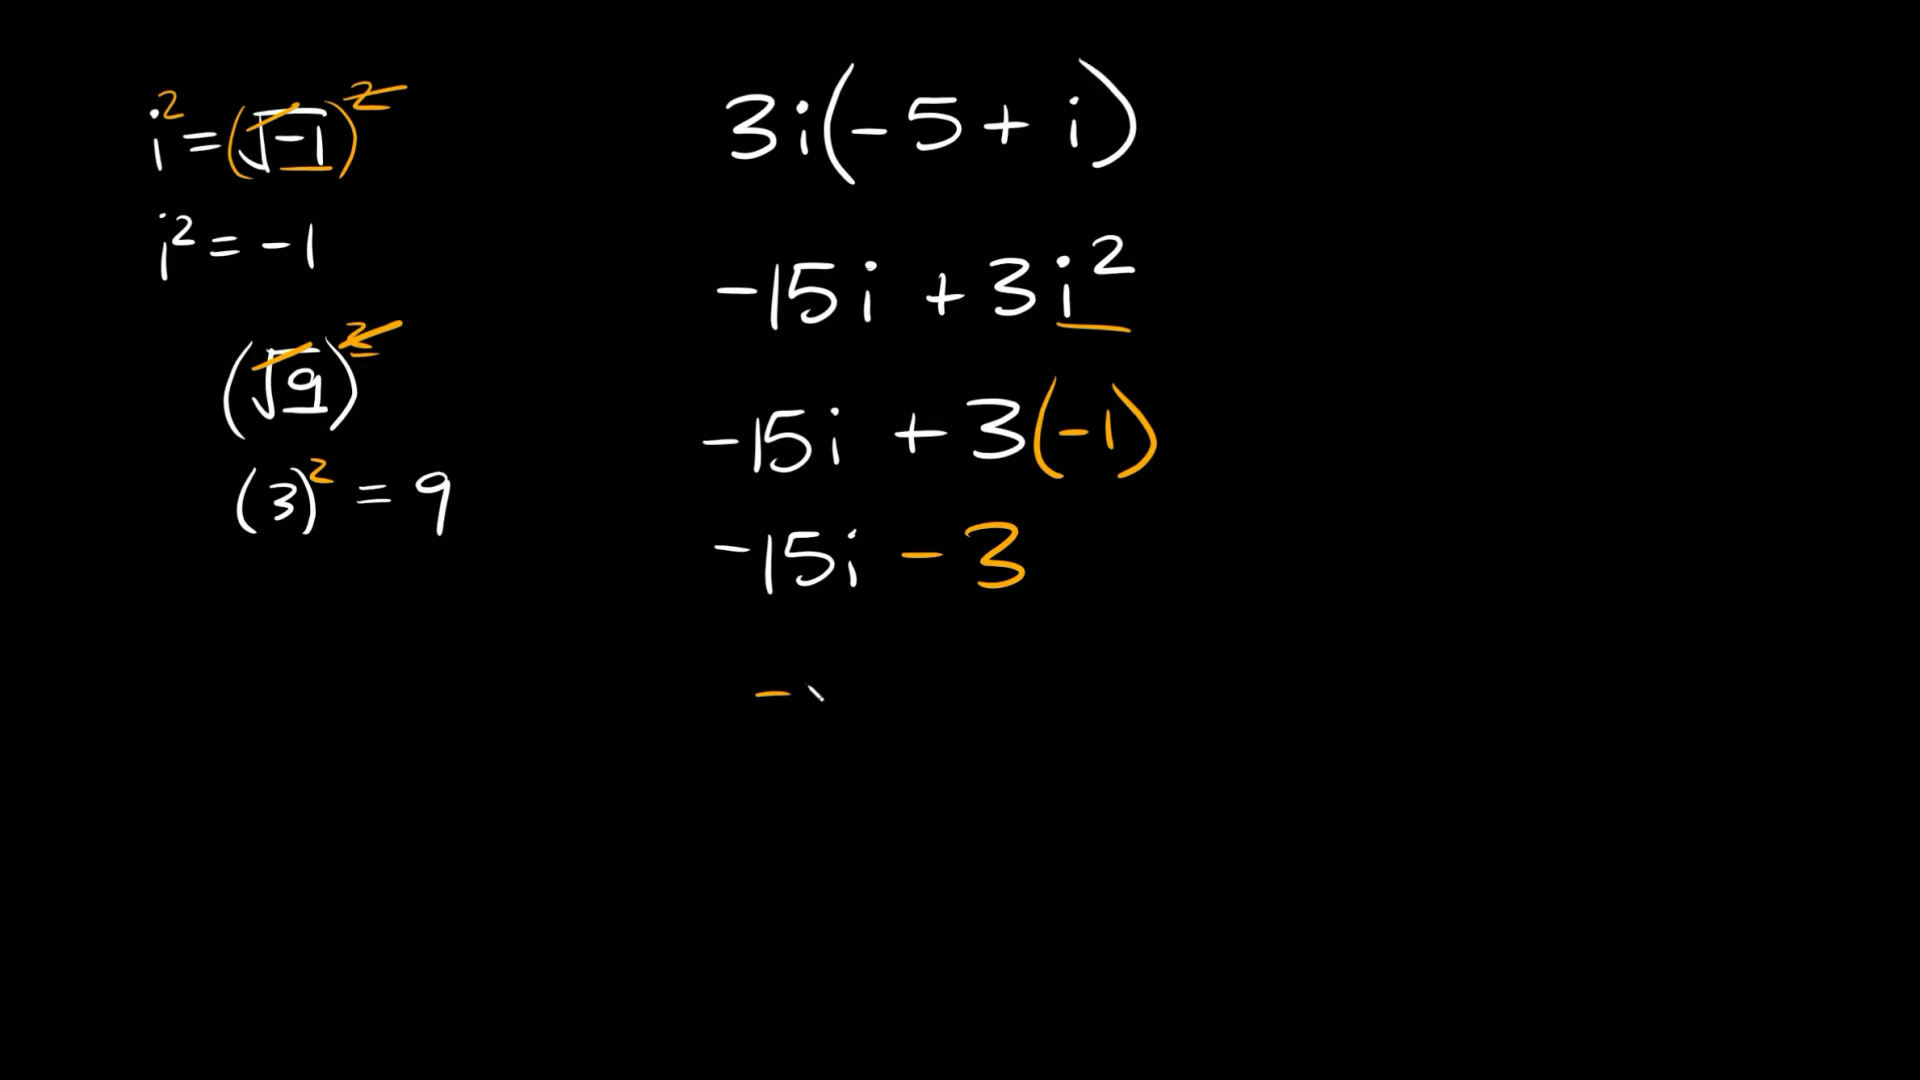 i² = (√-1)²
i² = -1
(√9)²
(3)² = 9
3i(-5 + i)
-15i + 3i²
-15i + 3(-1)
-15i - 3
-